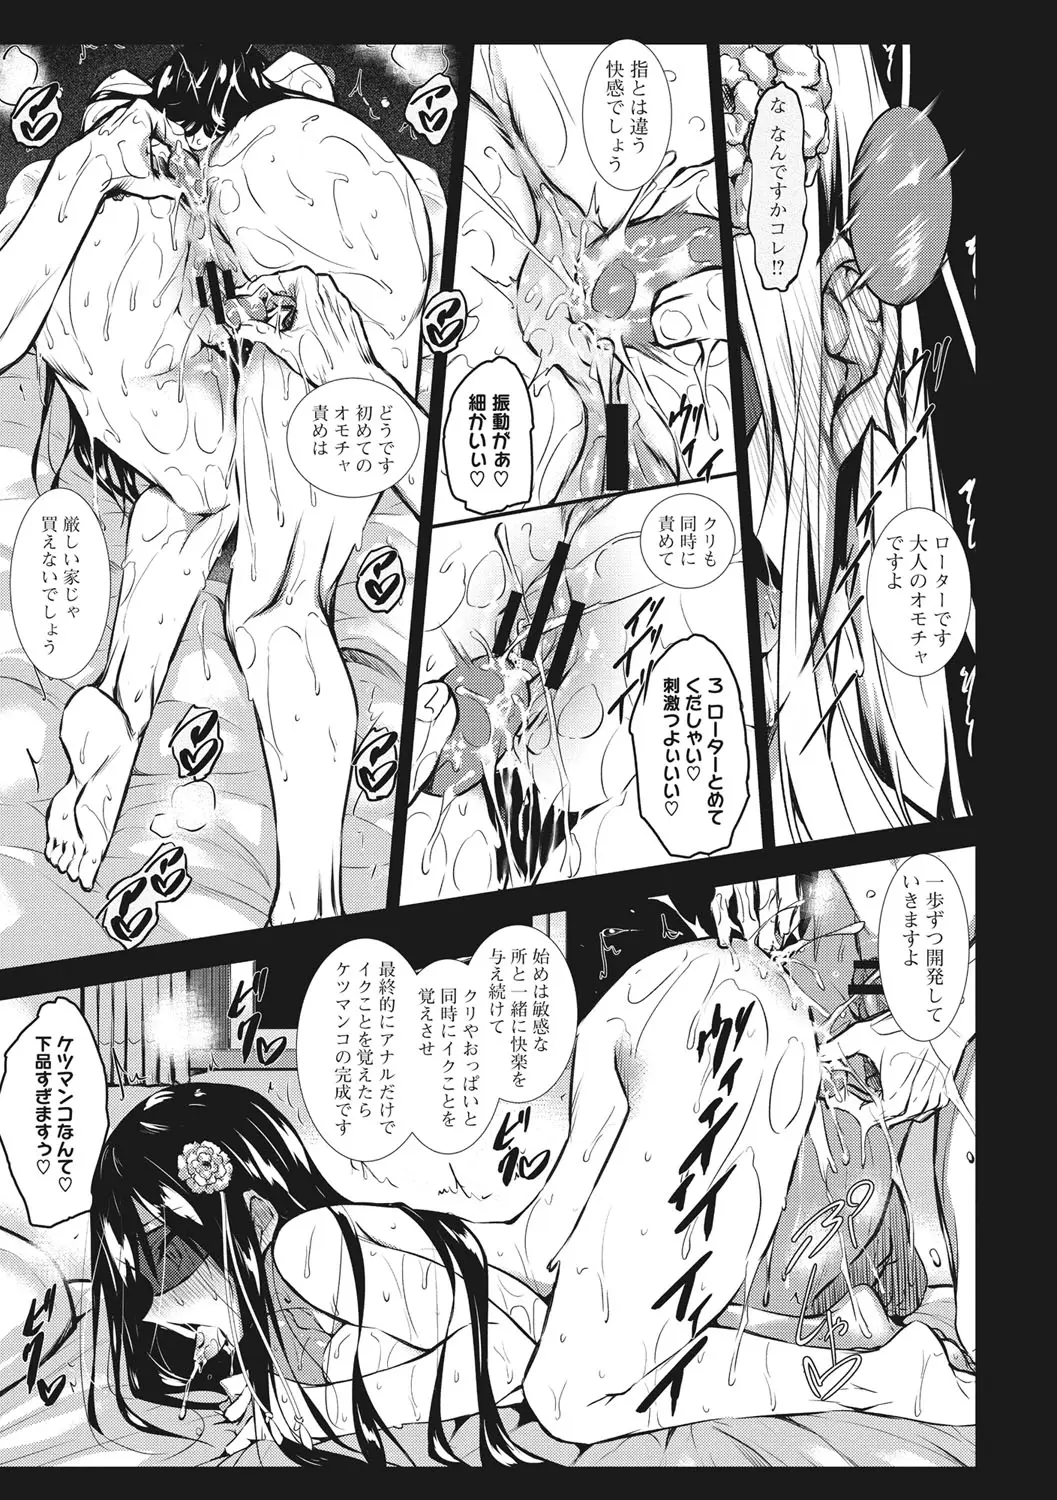 な なんですかコレ!?
ローターです
大人のオモチャ
ですよ
指とは違う
快感でしょう
振動があ♡
細かいい♡
クリも
同時に
責めて
ろ ローターとめて
くだしゃい♡
刺激つよぃいい♡
どうです
初めての
オモチャ
責めは
厳しい家じゃ
買えないでしょう
一歩ずつ開発して
いきますよ
始めは敏感な
所と一緒に快楽を
与え続けて
クリやおっぱいと
同時にイクことを
覚えさせ
最終的にアナルだけで
イクことを覚えたら
ケツマンコの完成です
ケツマンコなんて♡
下品すぎますぅ♡